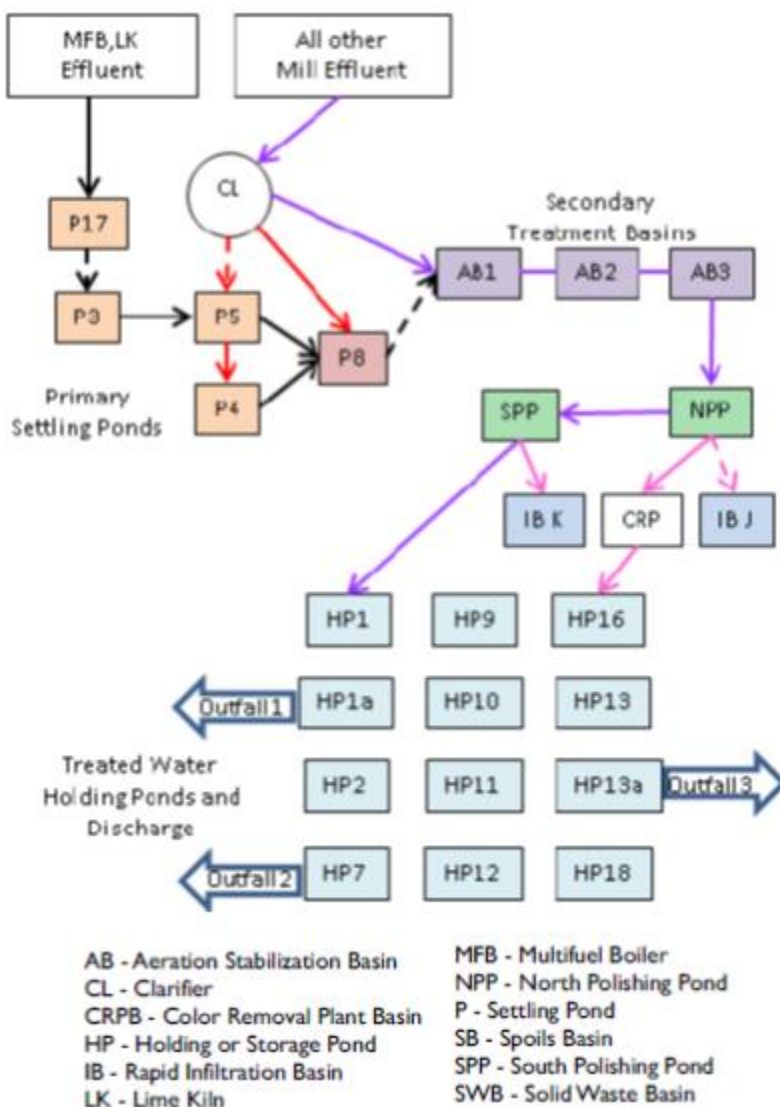 MFB,LK
Effluent
All other
Mill Effluent
CL
P17
Secondary
Treatment Basins
AB1
AB2
AB3
P3
P5
P8
Primary
Settling Ponds
P4
SPP
NPP
IB K
CRP
IB J
HP1
HP9
HP16
Outfall1
HP1a
HP10
HP13
Treated Water
Holding Ponds and
Discharge
HP2
HP11
HP13a
Outfall3
Outfall2
HP7
HP12
HP18
AB - Aeration Stabilization Basin
CL - Clarifier
CRPB - Color Removal Plant Basin
HP - Holding or Storage Pond
IB - Rapid Infiltration Basin
LK - Lime Kiln
MFB - Multifuel Boiler
NPP - North Polishing Pond
P - Settling Pond
SB - Spoils Basin
SPP - South Polishing Pond
SWB - Solid Waste Basin